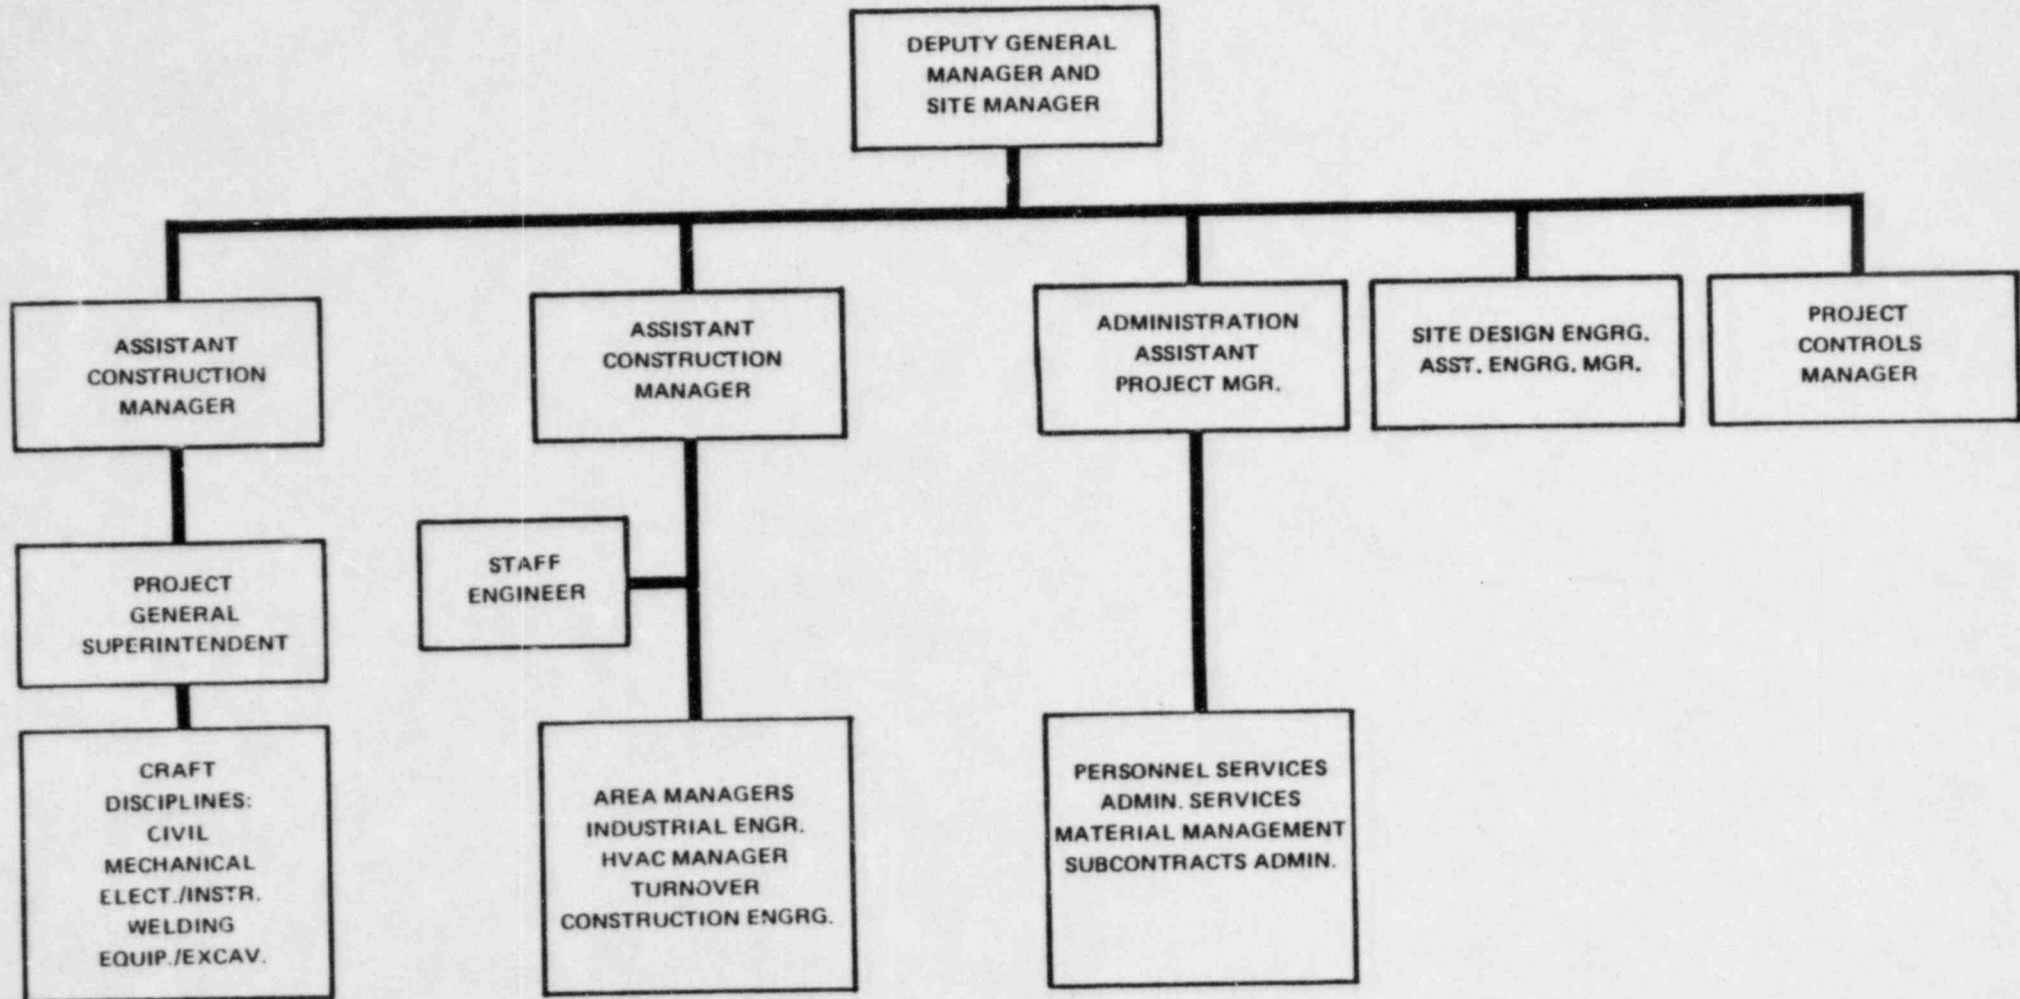 DEPUTY GENERAL
MANAGER AND
SITE MANAGER
ASSISTANT
CONSTRUCTION
MANAGER
ASSISTANT
CONSTRUCTION
MANAGER
ADMINISTRATION
ASSISTANT
PROJECT MGR.
SITE DESIGN ENGRG.
ASST. ENGRG. MGR.
PROJECT
CONTROLS
MANAGER
PROJECT
GENERAL
SUPERINTENDENT
STAFF
ENGINEER
CRAFT
DISCIPLINES:
CIVIL
MECHANICAL
ELECT./INSTR.
WELDING
EQUIP./EXCAV.
AREA MANAGERS
INDUSTRIAL ENGR.
HVAC MANAGER
TURNOVER
CONSTRUCTION ENGRG.
PERSONNEL SERVICES
ADMIN. SERVICES
MATERIAL MANAGEMENT
SUBCONTRACTS ADMIN.